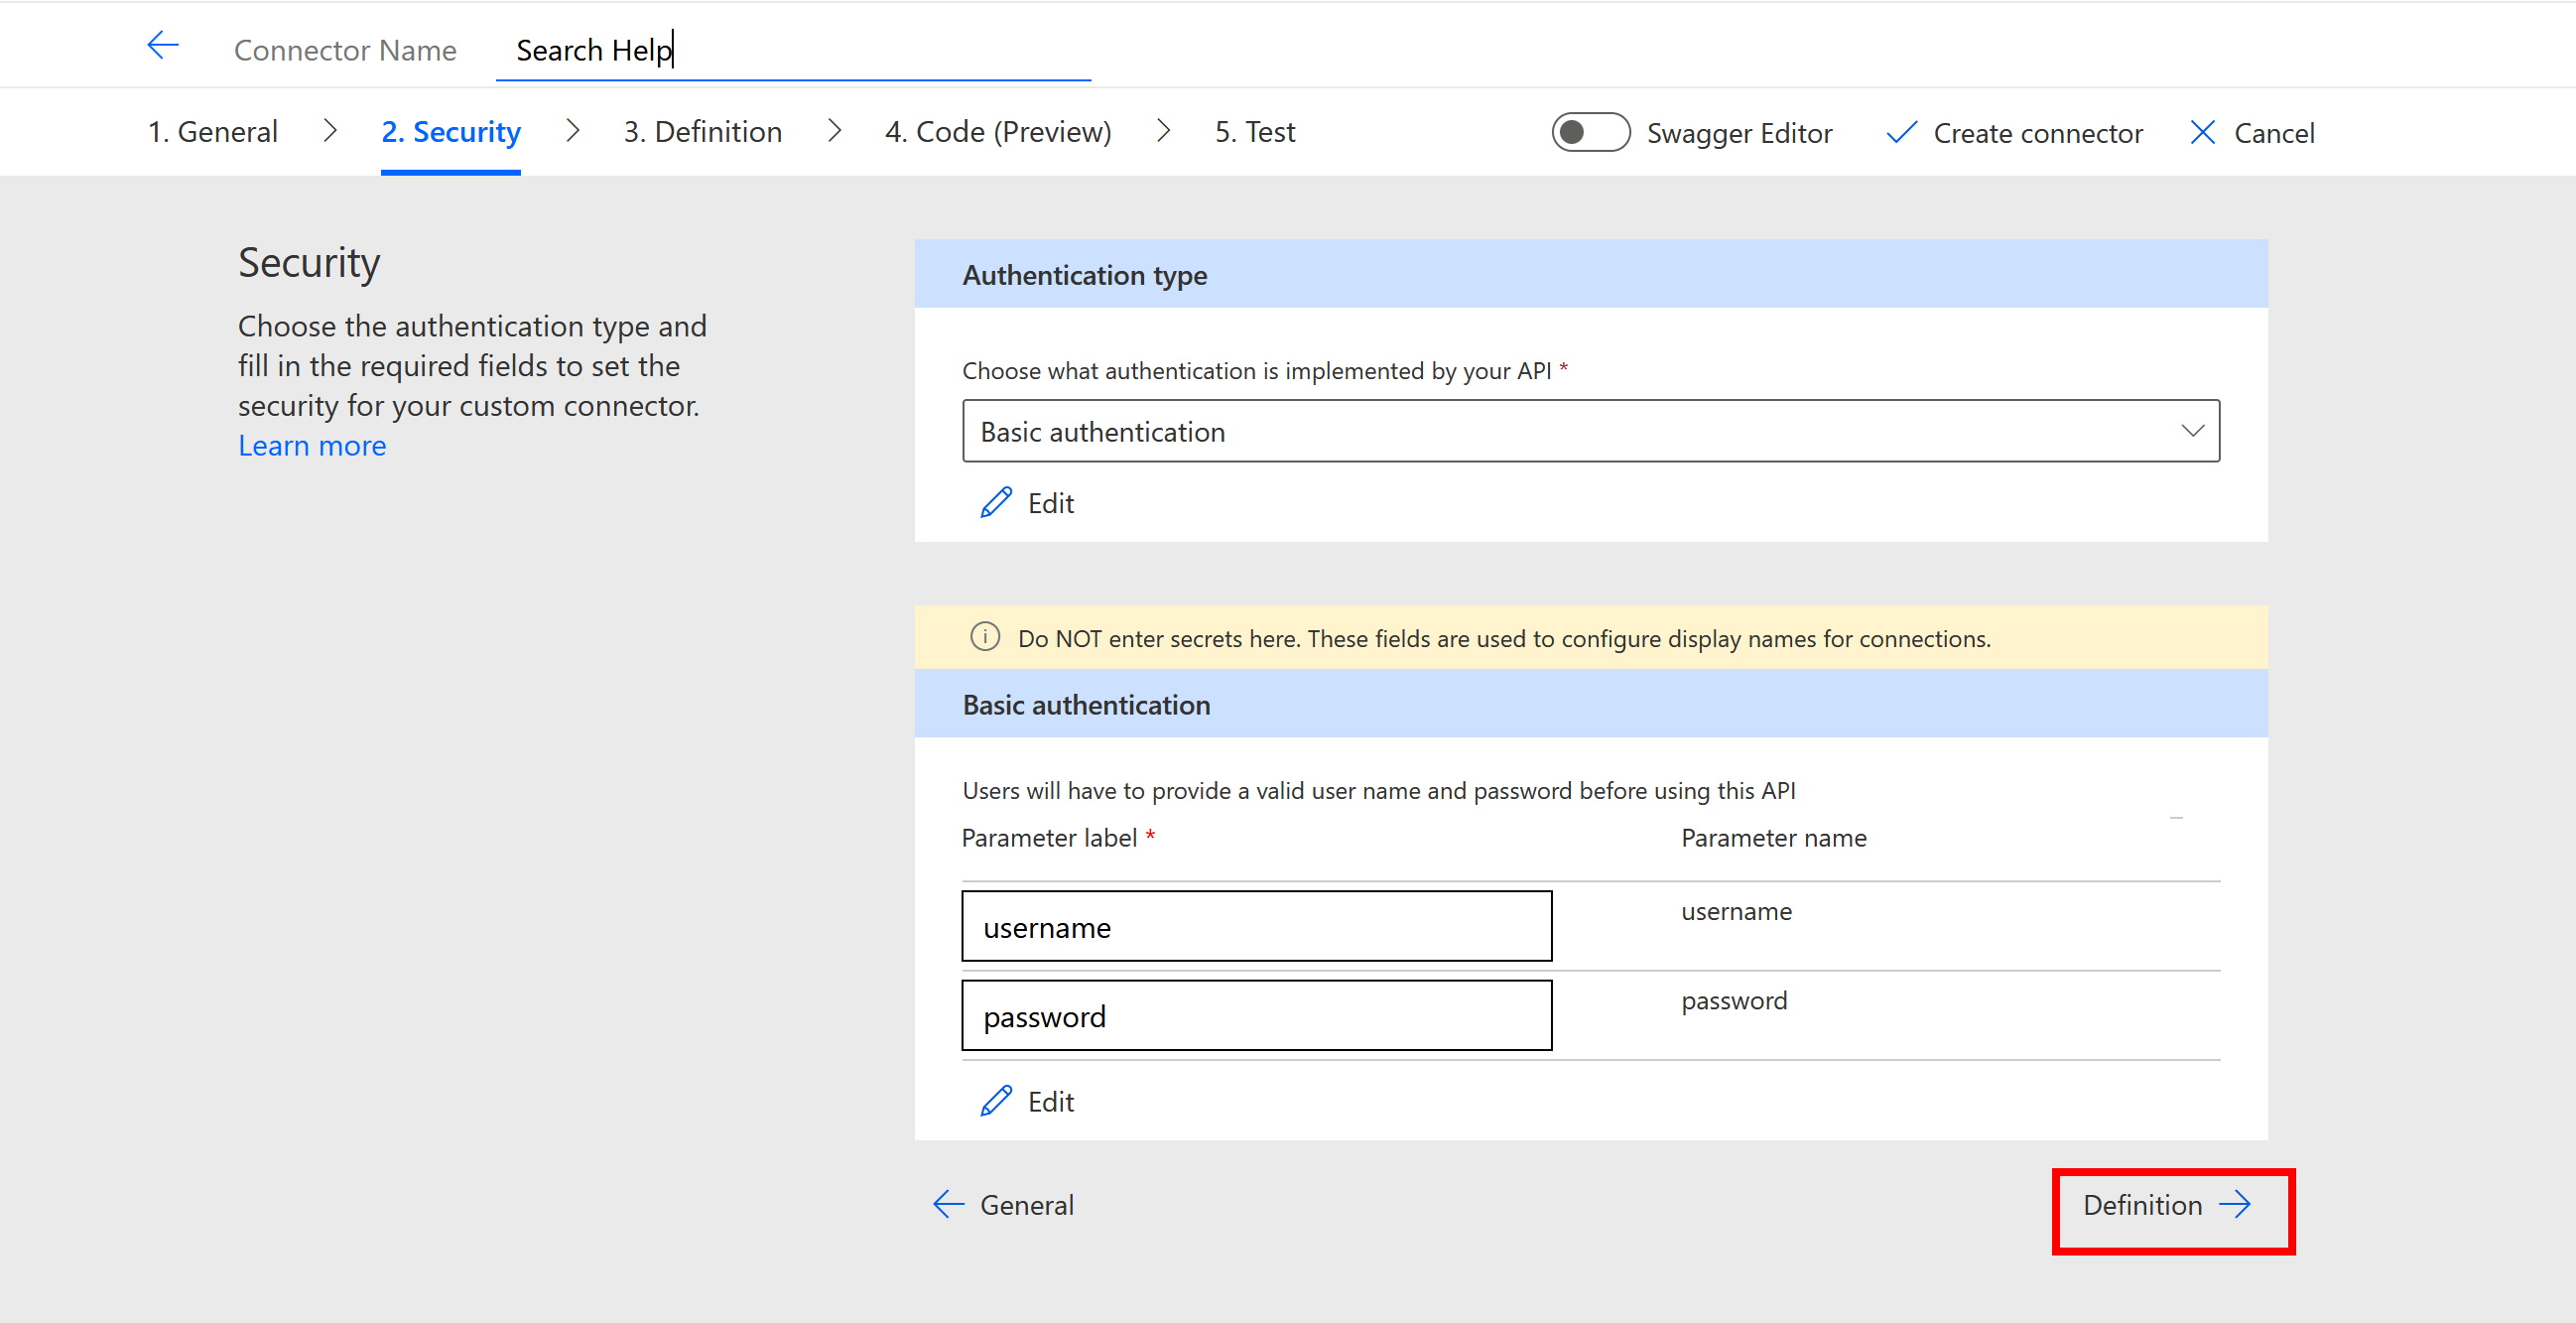 Connector Name Search Help
1. General 2. Security 3. Definition 4. Code (Preview) 5. Test Swagger Editor Create connector Cancel
Security
Choose the authentication type and
fill in the required fields to set the
security for your custom connector.
Learn more
Authentication type
Choose what authentication is implemented by your API *
Basic authentication
Edit
Do NOT enter secrets here. These fields are used to configure display names for connections.
Basic authentication
Users will have to provide a valid user name and password before using this API
Parameter label * Parameter name
username username
password password
Edit
General Definition